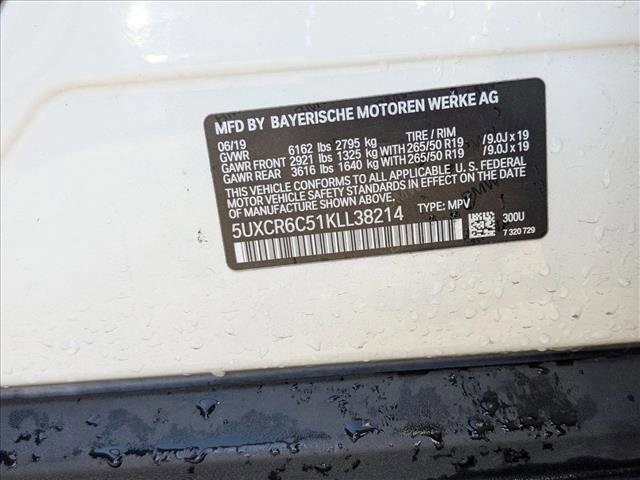 MFD BY BAYERISCHE MOTOREN WERKE AG
06/19 6162 lbs 2795 kg TIRE / RIM
GVWR
GAWR FRONT 2921 lbs 1325 kg WITH 265/50 R19 /9.0J x 19
GAWR REAR 3616 lbs 1640 kg WITH 265/50 R19 /9.0J x 19
THIS VEHICLE CONFORMS TO ALL APPLICABLE U.S. FEDERAL
MOTOR VEHICLE SAFETY STANDARDS IN EFFECT ON THE DATE OF
MANUFACTURE SHOWN ABOVE.
5UXCR6C51KLL38214 TYPE: MPV
300U
7 320 729